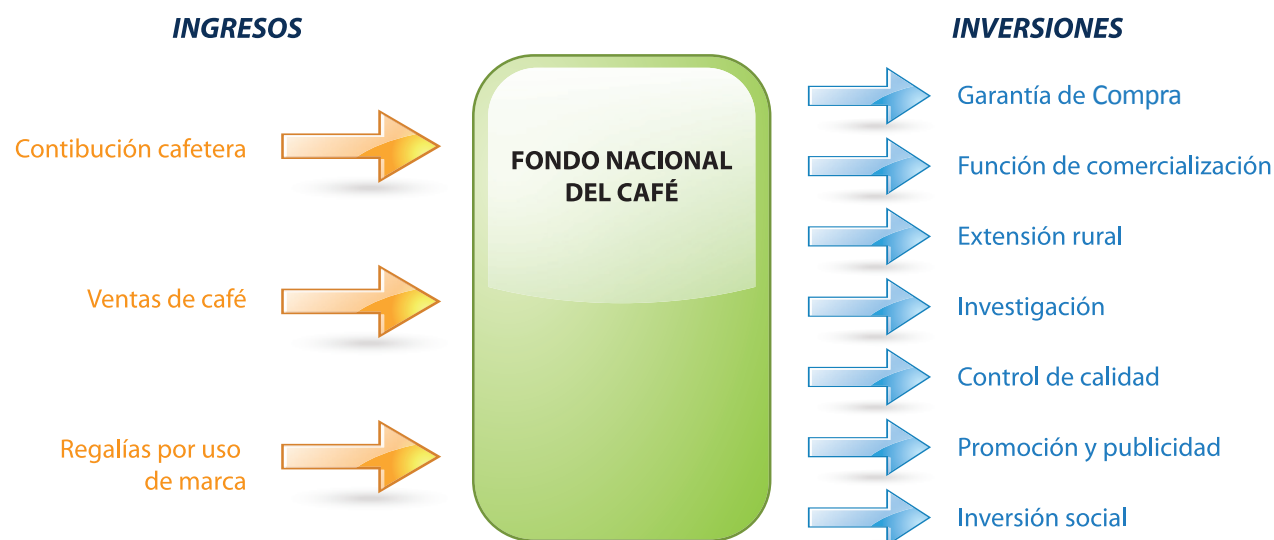 INGRESOS
Contibución cafetera
Ventas de café
Regalías por uso
de marca
FONDO NACIONAL
DEL CAFÉ
INVERSIONES
Garantía de Compra
Función de comercialización
Extensión rural
Investigación
Control de calidad
Promoción y publicidad
Inversión social